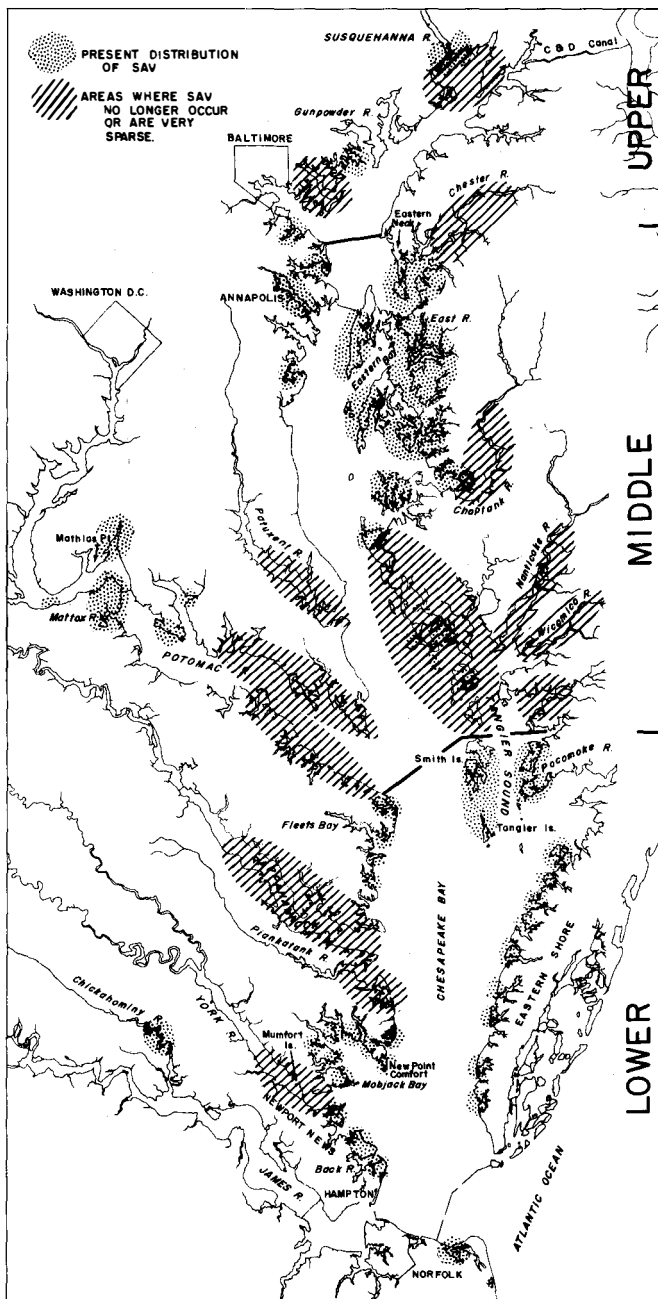 PRESENT DISTRIBUTION
OF SAV
AREAS WHERE SAV
NO LONGER OCCUR
OR ARE VERY
SPARSE.
SUSQUEHANNA R.
C & D Canal
Gunpowder R.
BALTIMORE
UPPER
Chester R.
Eastern
Neck
WASHINGTON D.C.
ANNAPOLIS
East R.
Eastern
Bay
MIDDLE
Choptank R.
Mathias Pt.
Patuxent R.
Nanticoke R.
Mattox R.
Wicomico R.
POTOMAC
TANGIER SOUND
Smith Is.
Pocomoke R.
Fleets Bay
Tangier Is.
CHESAPEAKE BAY
EASTERN SHORE
Piankatank R.
Chickahominy R.
YORK R.
Mumfort
Is.
New Point
Comfort
Mobjack Bay
LOWER
NEWPORT NEWS
Back R.
JAMES R.
HAMPTON
ATLANTIC OCEAN
NORFOLK